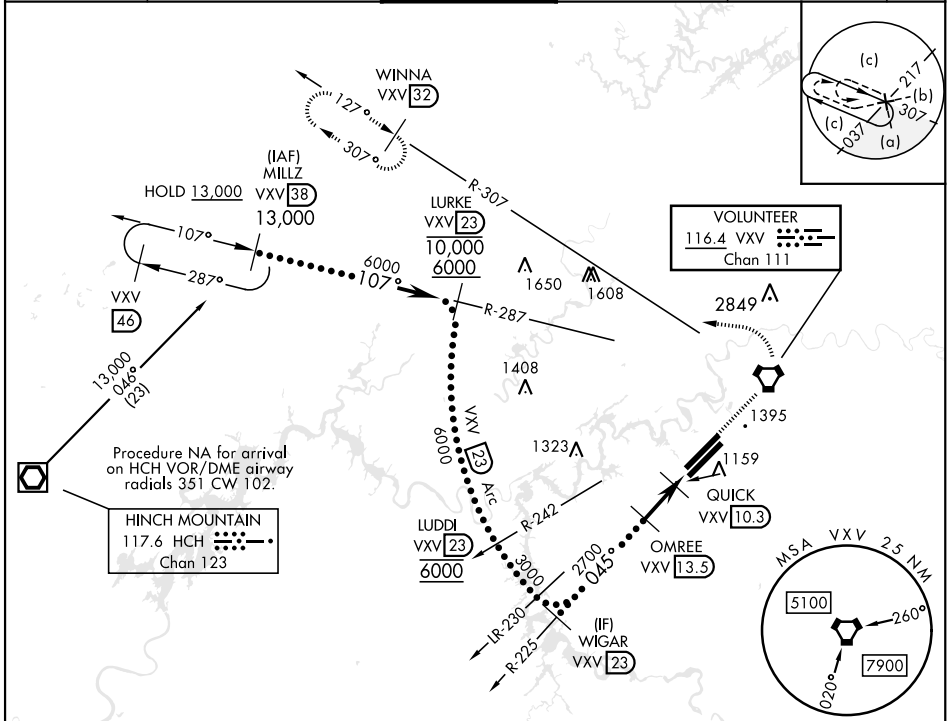 WINNA
VXV 32
127°
307°
R-307
(c)
217
(b)
307
(c)
037
(a)
(IAF)
MILLZ
VXV 38
13,000
HOLD 13,000
107°
287°
VXV
46
6000
107°
LURKE
VXV 23
10,000
6000
R-287
1650
1608
VOLUNTEER
116.4 VXV
Chan 111
2849
13,000
046°
(23)
1408
VXV
23
Arc
6000
1323
1395
1159
Procedure NA for arrival
on HCH VOR/DME airway
radials 351 CW 102.
HINCH MOUNTAIN
117.6 HCH
Chan 123
QUICK
VXV 10.3
R-242
LUDDI
VXV 23
6000
OMREE
VXV 13.5
3000
2700
045°
LR-230
R-225
(IF)
WIGAR
VXV 23
MSA VXV 25 NM
5100
260°
7900
020°